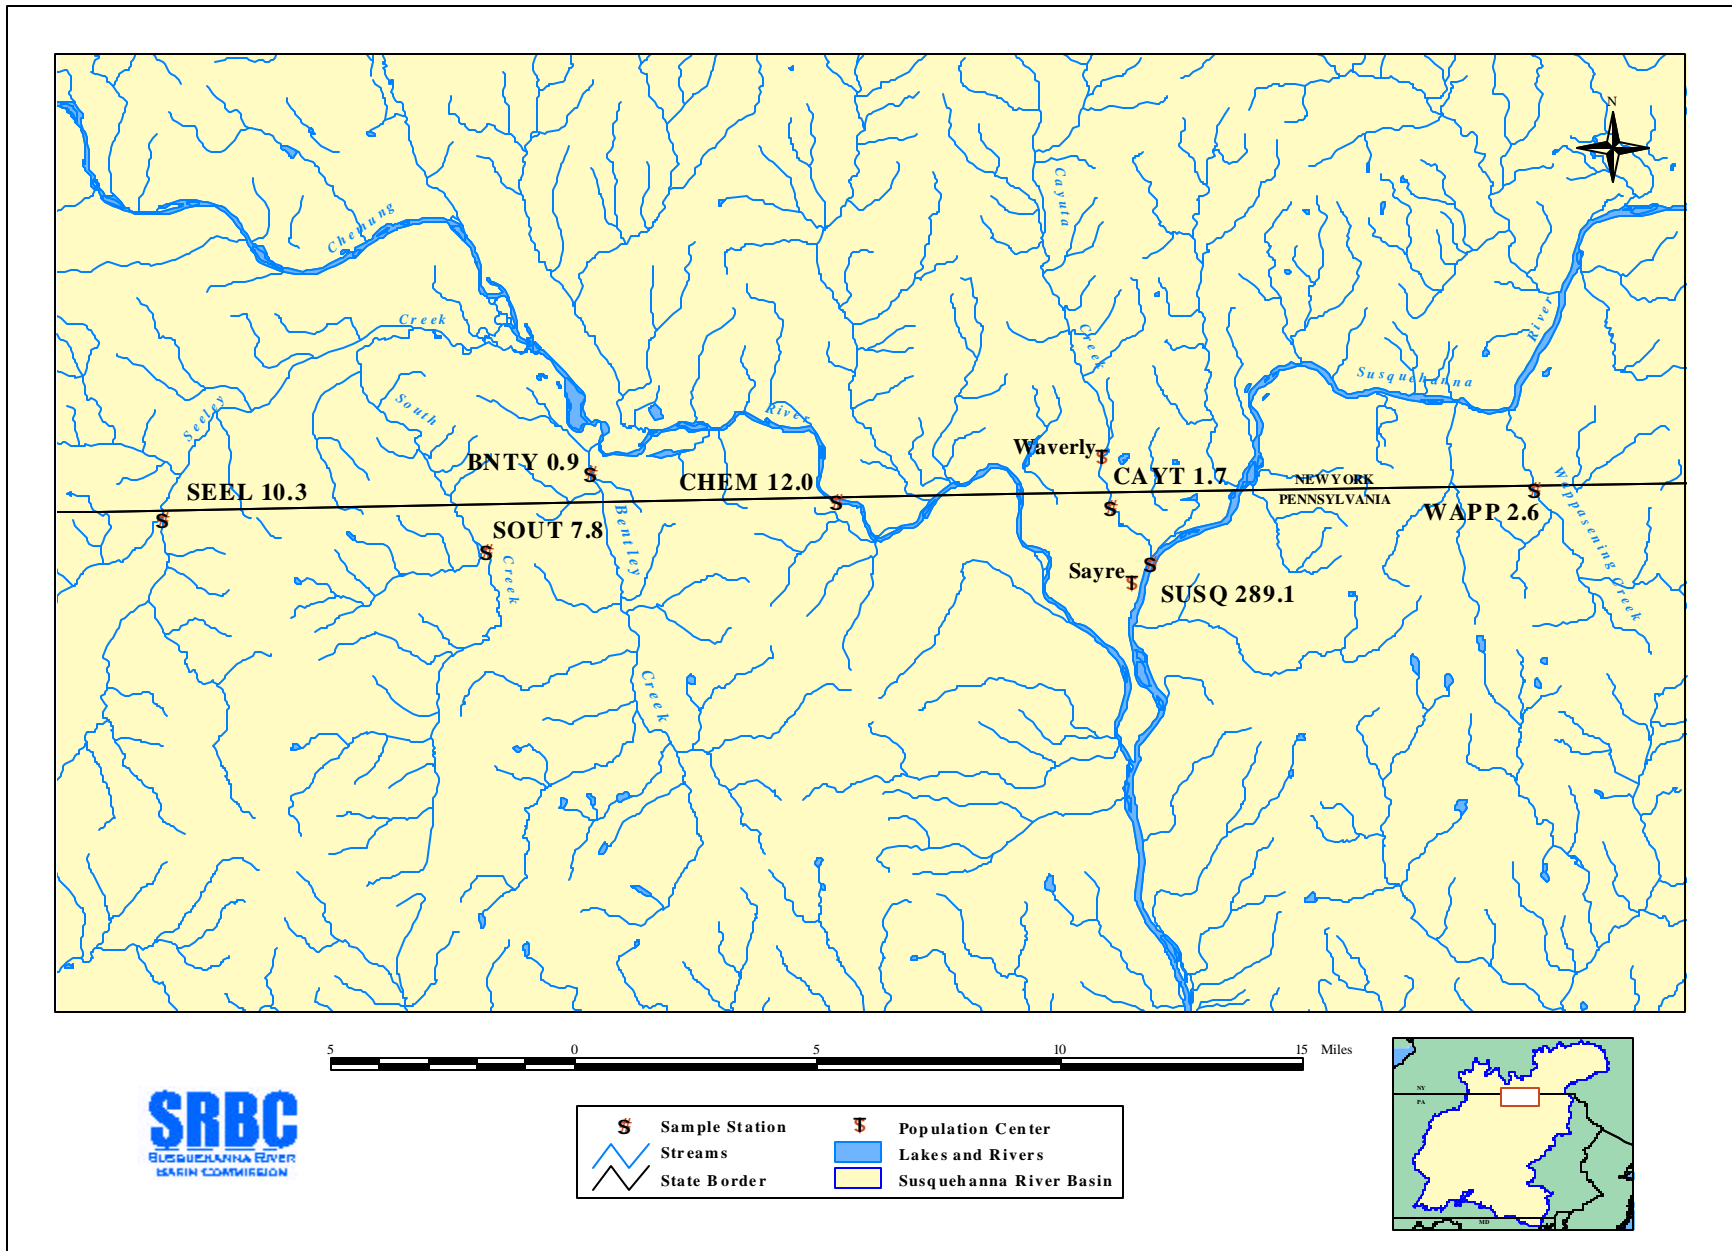 N
Chemung
Cayuta
Creek
Creek
River
Susquehanna
Seeley
South
River
Waverly
BNTY 0.9
CHEM 12.0
CAYT 1.7
NEW YORK
PENNSYLVANIA
SEEL 10.3
SOUT 7.8
WAPP 2.6
Wappasening Creek
Bentley
Creek
Creek
Sayre
SUSQ 289.1
5 0 5 10 15 Miles
SRBC
SUSQUEHANNA RIVER
BASIN COMMISSION
Sample Station
Streams
State Border
Population Center
Lakes and Rivers
Susquehanna River Basin
NY
PA
MD